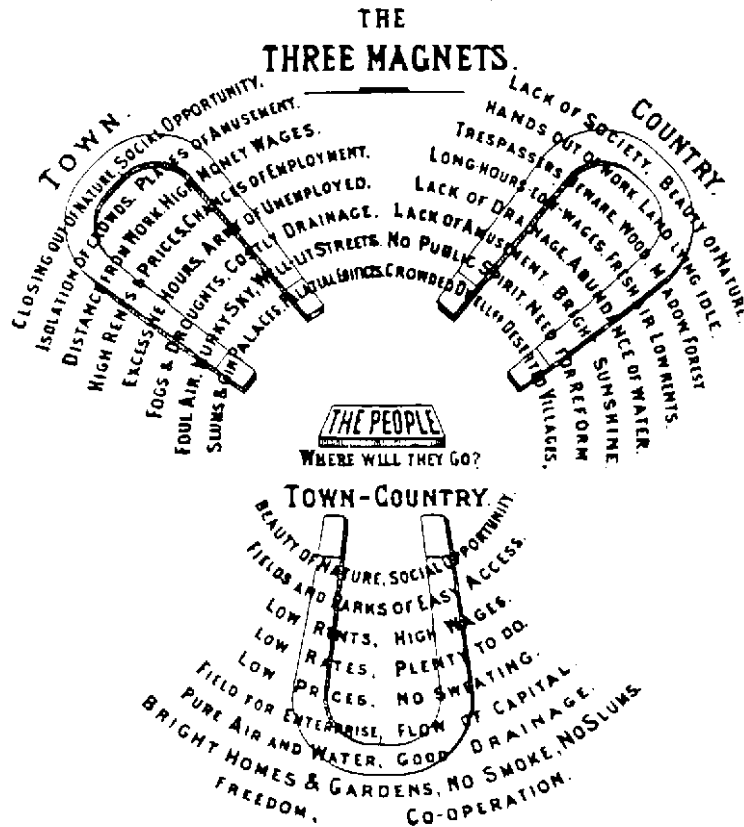 THE
THREE MAGNETS.
TOWN.
CLOSING OUT OF NATURE. SOCIAL OPPORTUNITY.
ISOLATION OF CROWDS. PLACES OF AMUSEMENT.
DISTANCE FROM WORK. HIGH MONEY WAGES.
HIGH RENTS & PRICES. CHANCES OF EMPLOYMENT.
EXCESSIVE HOURS. ARMY OF UNEMPLOYED.
FOGS & DROUGHTS. COSTLY DRAINAGE.
FOUL AIR. MURKY SKY. WELL-LIT STREETS.
SLUMS & GIN PALACES. PALATIAL EDIFICES.
COUNTRY.
LACK OF SOCIETY. BEAUTY OF NATURE.
HANDS OUT OF WORK. LAND LYING IDLE.
TRESPASSERS BEWARE. WOOD, MEADOW, FOREST
LONG HOURS-LOW WAGES. FRESH AIR LOW RENTS.
LACK OF DRAINAGE. ABUNDANCE OF WATER.
LACK OF AMUSEMENT. BRIGHT SUNSHINE.
NO PUBLIC SPIRIT. NEED FOR REFORM
CROWDED DWELLGS DESERTED VILLAGES,
THE PEOPLE
WHERE WILL THEY GO?
TOWN-COUNTRY.
BEAUTY OF NATURE, SOCIAL OPPORTUNITY.
FIELDS AND PARKS OF EASY ACCESS.
LOW RENTS, HIGH WAGES.
LOW RATES, PLENTY TO DO.
LOW PRICES, NO SWEATING.
FIELD FOR ENTERPRISE, FLOW OF CAPITAL.
PURE AIR AND WATER, GOOD DRAINAGE.
BRIGHT HOMES & GARDENS, NO SMOKE, NO SLUMS.
FREEDOM, CO-OPERATION.